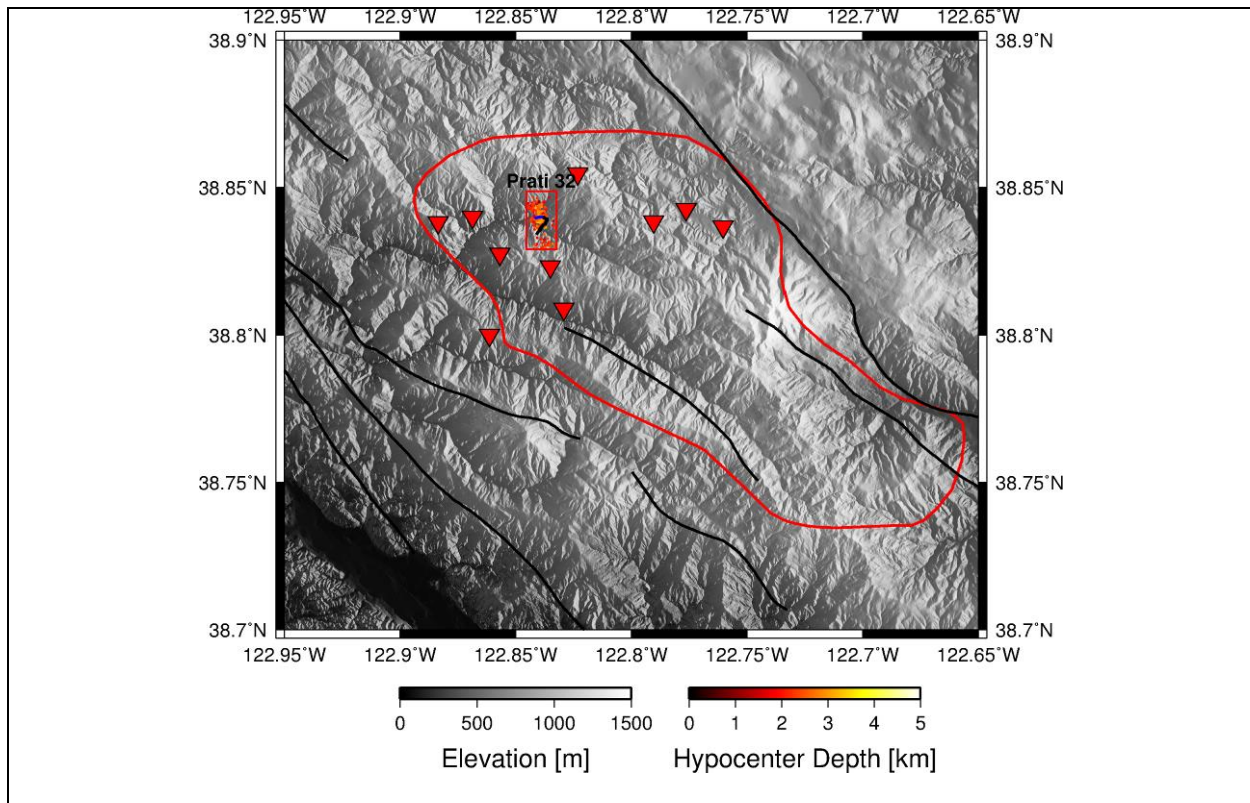 122.95°W 122.9°W 122.85°W 122.8°W 122.75°W 122.7°W 122.65°W
38.9°N 38.9°N
38.85°N 38.85°N
Prati 32
38.8°N 38.8°N
38.75°N 38.75°N
38.7°N 38.7°N
122.95°W 122.9°W 122.85°W 122.8°W 122.75°W 122.7°W 122.65°W
0 500 1000 1500 0 1 2 3 4 5
Elevation [m] Hypocenter Depth [km]